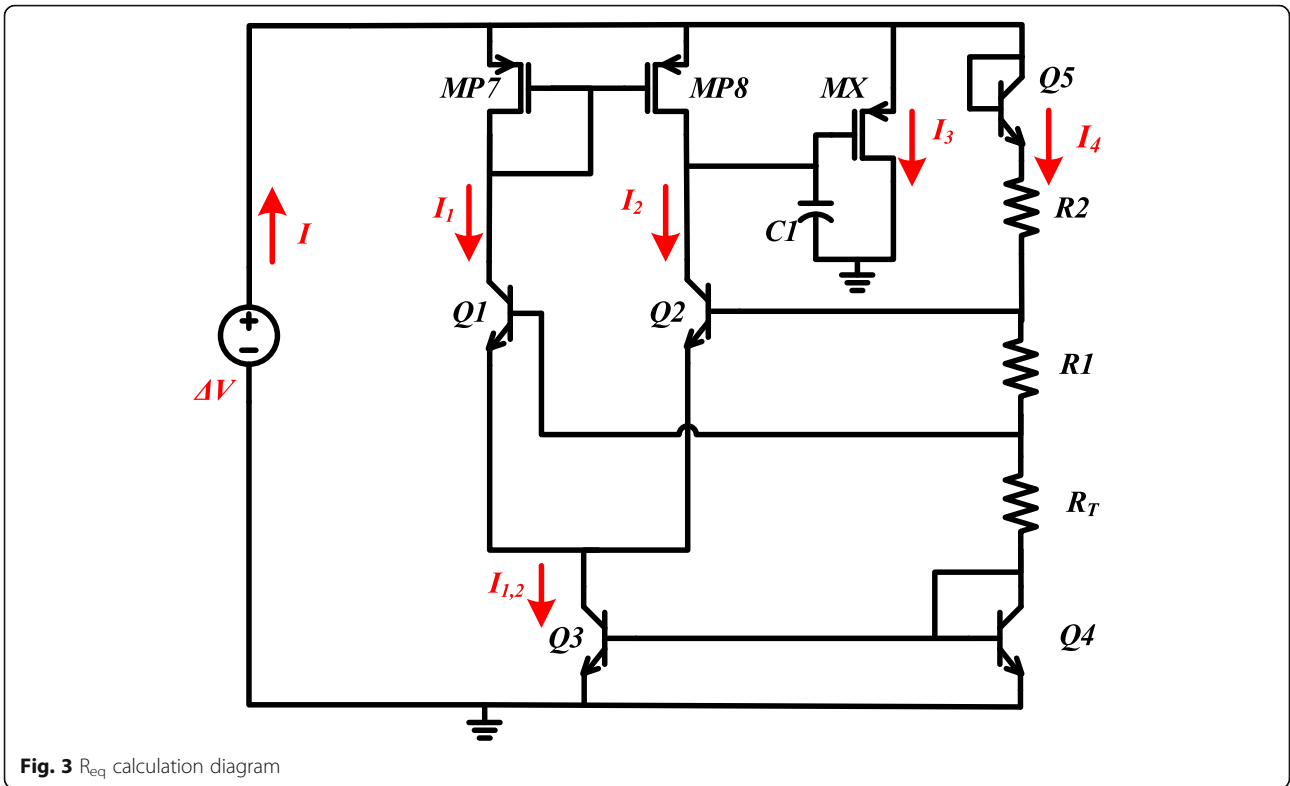 MP7
MP8
MX
Q5
I3
I4
I1
I2
R2
I
C1
Q1
Q2
+
−
R1
ΔV
RT
I1,2
Q3
Q4
Fig. 3 Req calculation diagram